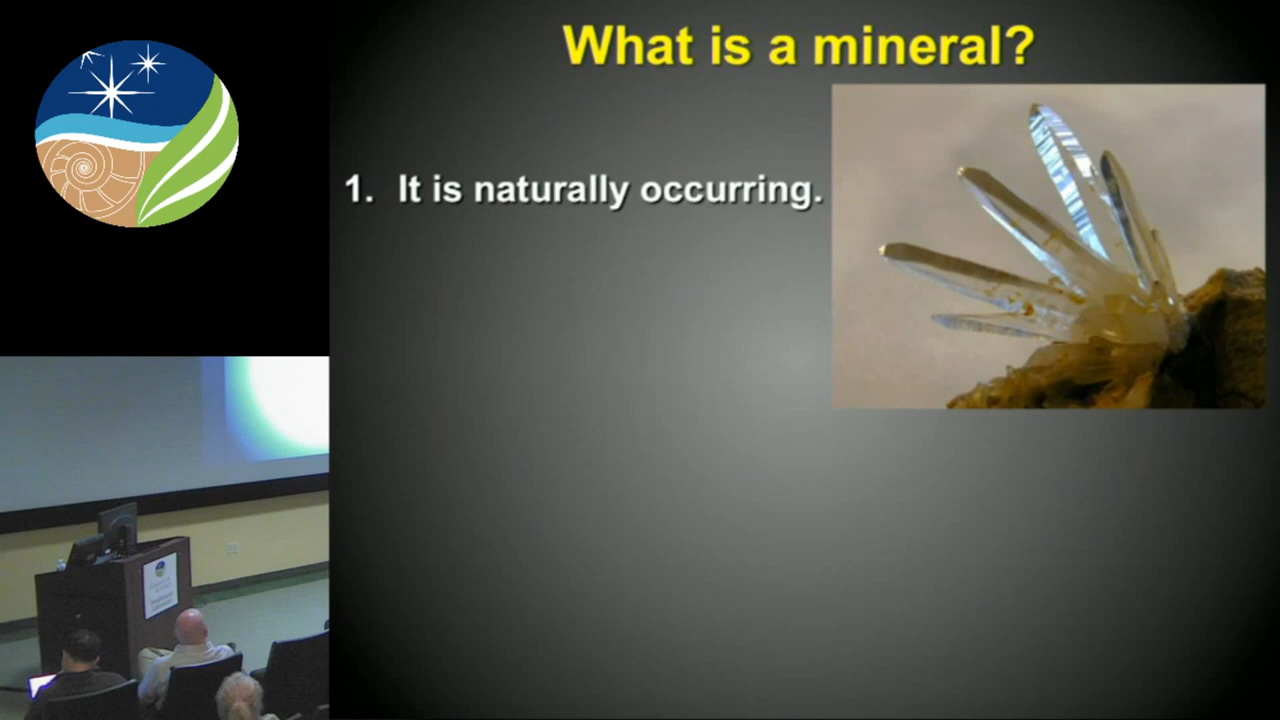 What is a mineral?
1. It is naturally occurring.